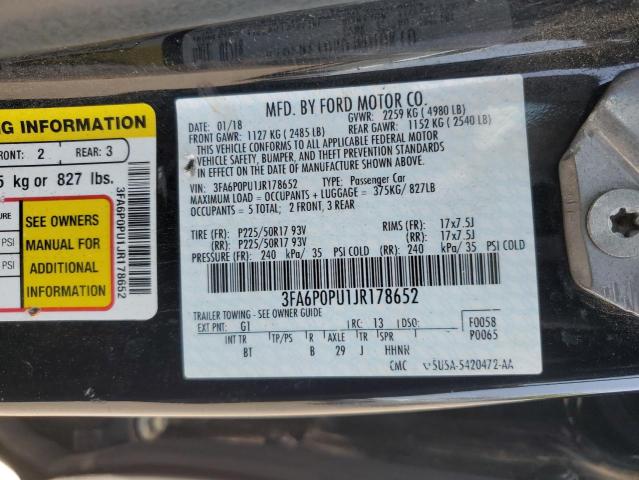 NG INFORMATION
FRONT: 2 REAR: 3
5 kg or 827 lbs.
SEE OWNERS
MANUAL FOR
ADDITIONAL
INFORMATION
PSI
PSI
3FA6P0PU1JR178652
MFD. BY FORD MOTOR CO.
DATE: 01/18 GVWR: 2259 KG ( 4980 LB)
FRONT GAWR: 1127 KG ( 2485 LB) REAR GAWR: 1152 KG ( 2540 LB)
THIS VEHICLE CONFORMS TO ALL APPLICABLE FEDERAL MOTOR
VEHICLE SAFETY, BUMPER, AND THEFT PREVENTION STANDARDS
IN EFFECT ON THE DATE OF MANUFACTURE SHOWN ABOVE.
VIN: 3FA6P0PU1JR178652 TYPE: Passenger Car
MAXIMUM LOAD = OCCUPANTS + LUGGAGE = 375KG/ 827LB
OCCUPANTS = 5 TOTAL; 2 FRONT, 3 REAR
TIRE (FR): P225/50R17 93V RIMS (FR): 17x7.5J
(RR): P225/50R17 93V (RR): 17x7.5J
PRESSURE (FR): 240 kPa/ 35 PSI COLD (RR): 240 kPa/ 35 PSI COLD
3FA6P0PU1JR178652
TRAILER TOWING - SEE OWNER GUIDE
EXT PNT: G1 RC: 13 DSO: F0058
INT TR TP/PS R AXLE TR SPR P0065
BT B 29 J HHNR
CMC 5U5A-5420472-AA